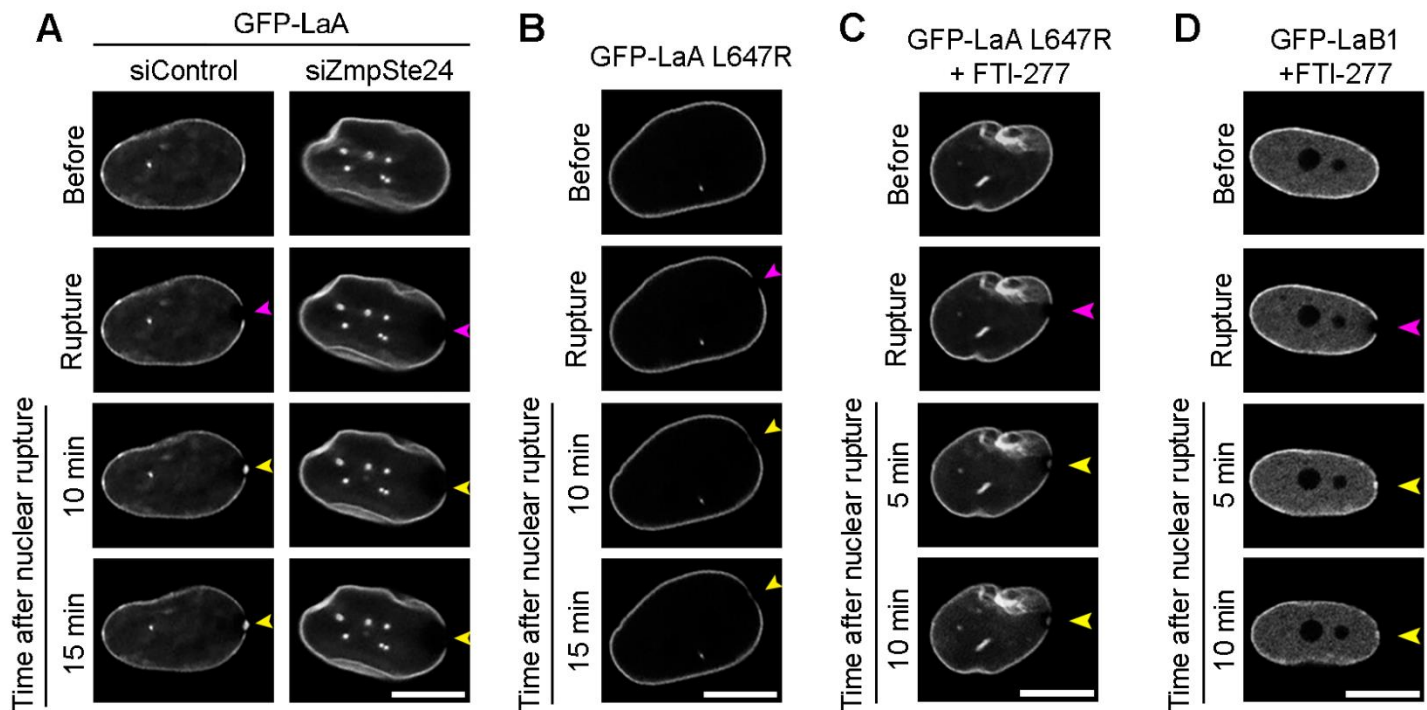 A
GFP-LaA
siControl
siZmpSte24
Before
Rupture
Time after nuclear rupture
10 min
15 min
B
GFP-LaA L647R
Before
Rupture
Time after nuclear rupture
10 min
15 min
C
GFP-LaA L647R
+ FTI-277
Before
Rupture
Time after nuclear rupture
5 min
10 min
D
GFP-LaB1
+FTI-277
Before
Rupture
Time after nuclear rupture
5 min
10 min